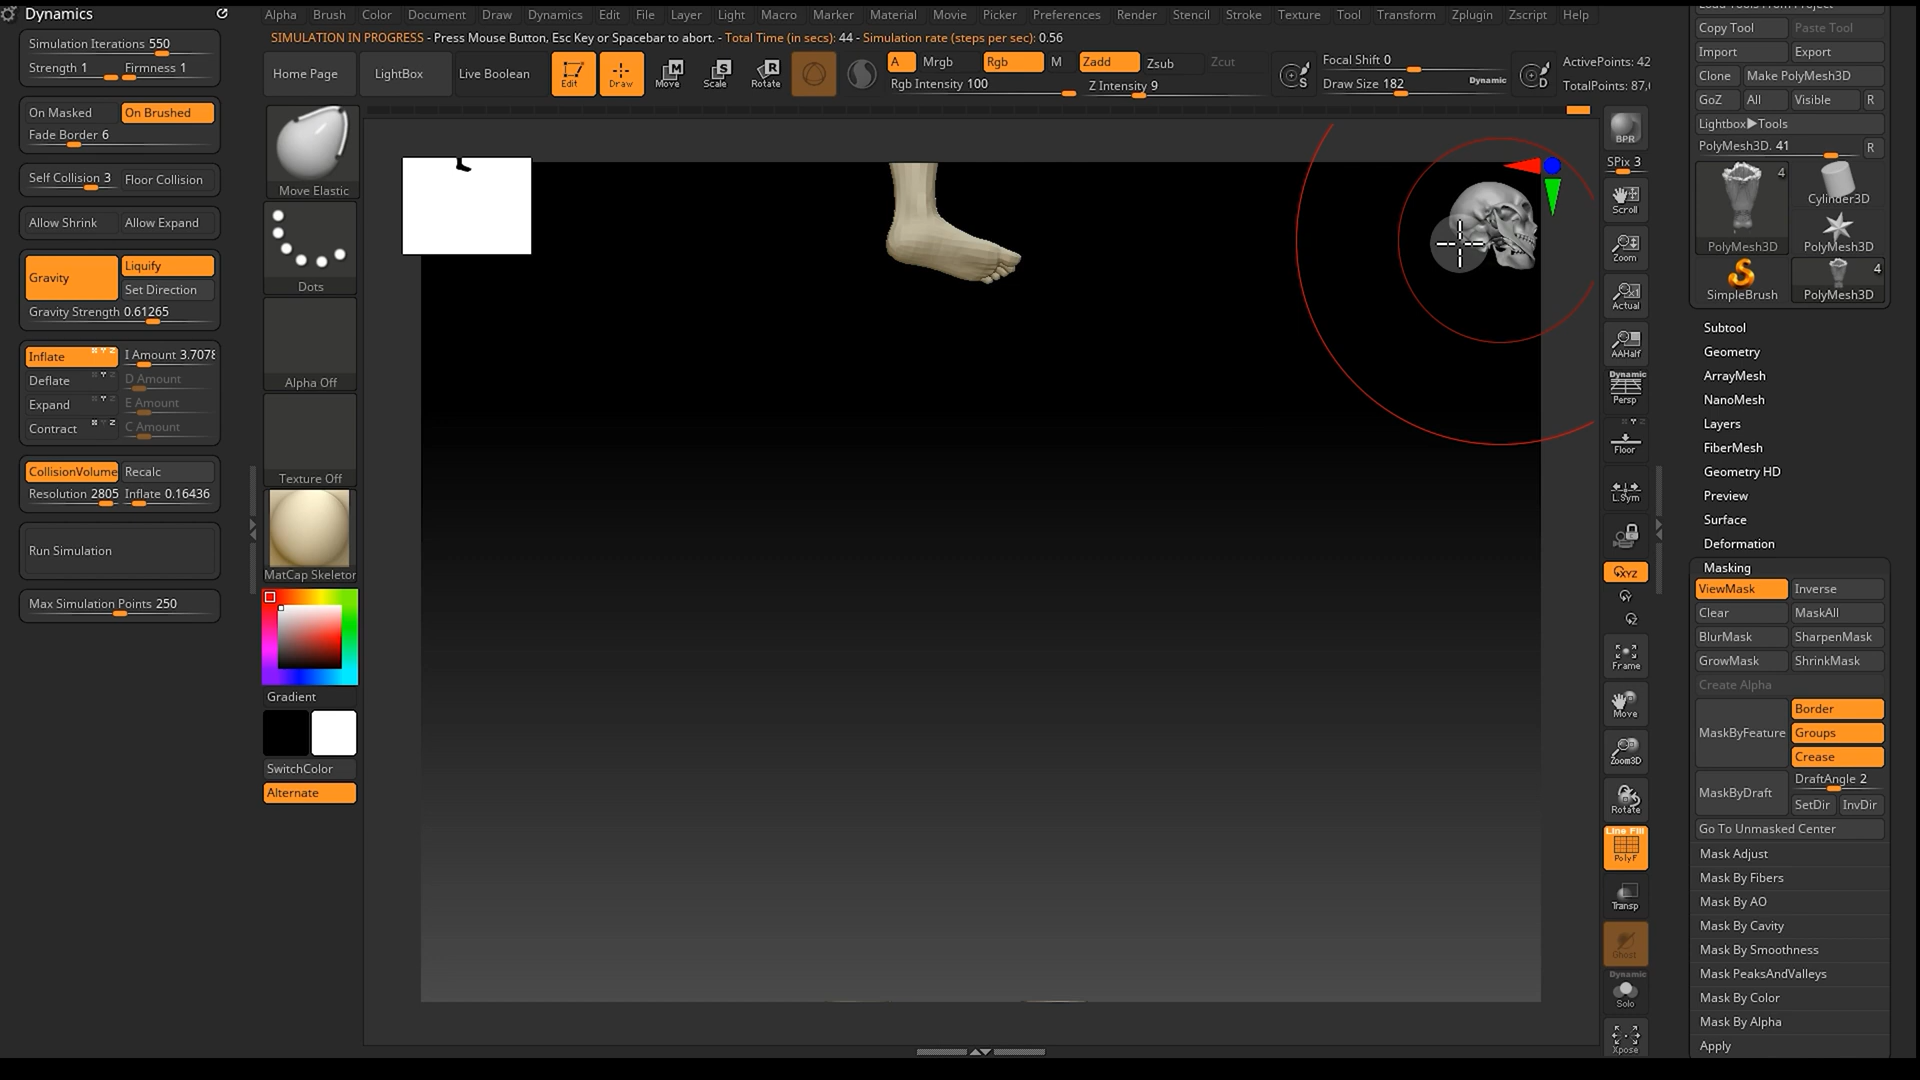 Dynamics
Alpha Brush Color Document Draw Dynamics Edit File Layer Light Macro Marker Material Movie Picker Preferences Render Stencil Stroke Texture Tool Transform Zplugin Zscript Help
SIMULATION IN PROGRESS - Press Mouse Button, Esc Key or Spacebar to abort. - Total Time (in secs): 44 - Simulation rate (steps per sec): 0.56
Simulation Iterations 550
Strength 1 Firmness 1
On Masked On Brushed
Fade Border 6
Self Collision 3 Floor Collision
Allow Shrink Allow Expand
Gravity Liquify
Set Direction
Gravity Strength 0.61265
Inflate I Amount 3.7078
Deflate D Amount
Expand E Amount
Contract C Amount
CollisionVolume Recalc
Resolution 2805 Inflate 0.16436
Run Simulation
Max Simulation Points 250
Home Page LightBox Live Boolean Edit Draw Move Scale Rotate
A Mrgb Rgb M Zadd Zsub Zcut
Rgb Intensity 100 Z Intensity 9
Focal Shift 0
Draw Size 182 Dynamic
ActivePoints: 42
TotalPoints: 87,
Move Elastic
Dots
Alpha Off
Texture Off
MatCap Skeletor
Gradient
SwitchColor
Alternate
BPR
SPix 3
Scroll
Zoom
Actual
AAHalf
Dynamic
Persp
Floor
L.Sym
XYZ
Frame
Move
Zoom3D
Rotate
Line Fill
PolyF
Transp
Ghost
Dynamic
Solo
Xpose
Load Tools From Project
Copy Tool Paste Tool
Import Export
Clone Make PolyMesh3D
GoZ All Visible R
Lightbox▶Tools
PolyMesh3D. 41 R
4
PolyMesh3D Cylinder3D
PolyMesh3D
SimpleBrush 4 PolyMesh3D
Subtool
Geometry
ArrayMesh
NanoMesh
Layers
FiberMesh
Geometry HD
Preview
Surface
Deformation
Masking
ViewMask Inverse
Clear MaskAll
BlurMask SharpenMask
GrowMask ShrinkMask
Create Alpha
MaskByFeature Border
Groups
Crease
MaskByDraft DraftAngle 2
SetDir InvDir
Go To Unmasked Center
Mask Adjust
Mask By Fibers
Mask By AO
Mask By Cavity
Mask By Smoothness
Mask PeaksAndValleys
Mask By Color
Mask By Alpha
Apply